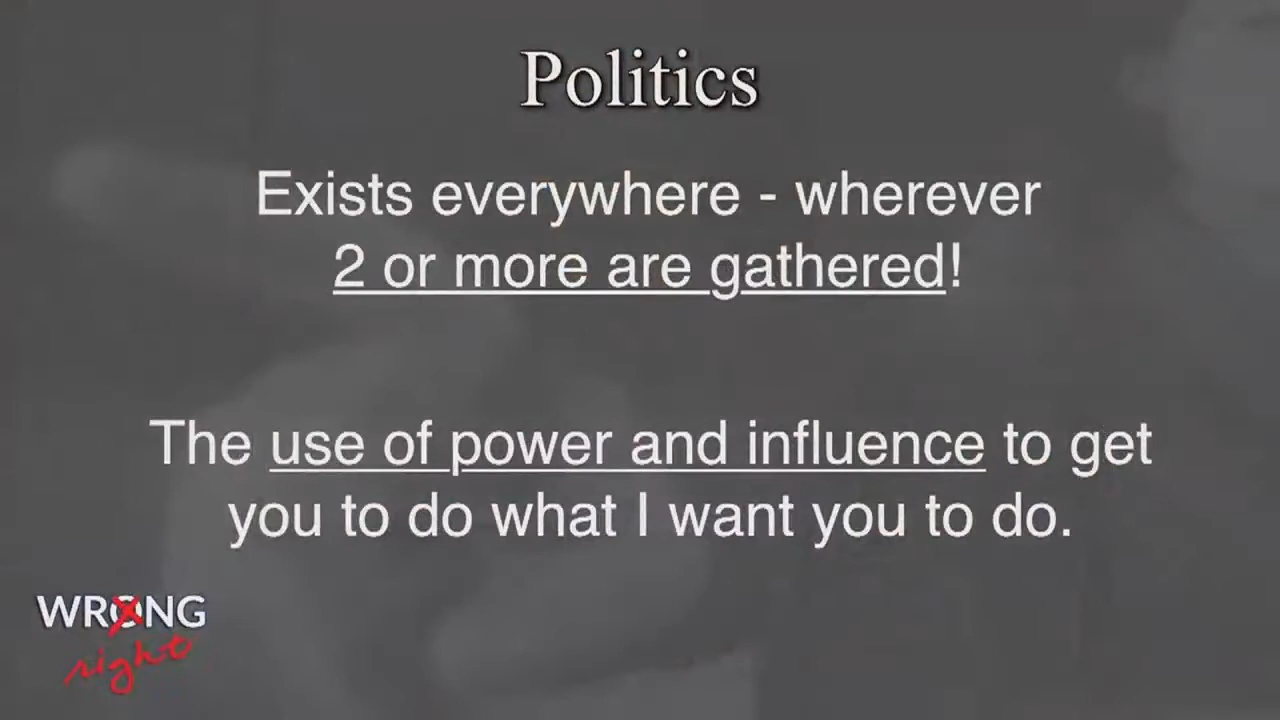 Politics
Exists everywhere - wherever
2 or more are gathered!
The use of power and influence to get
you to do what I want you to do.
WRONG
right